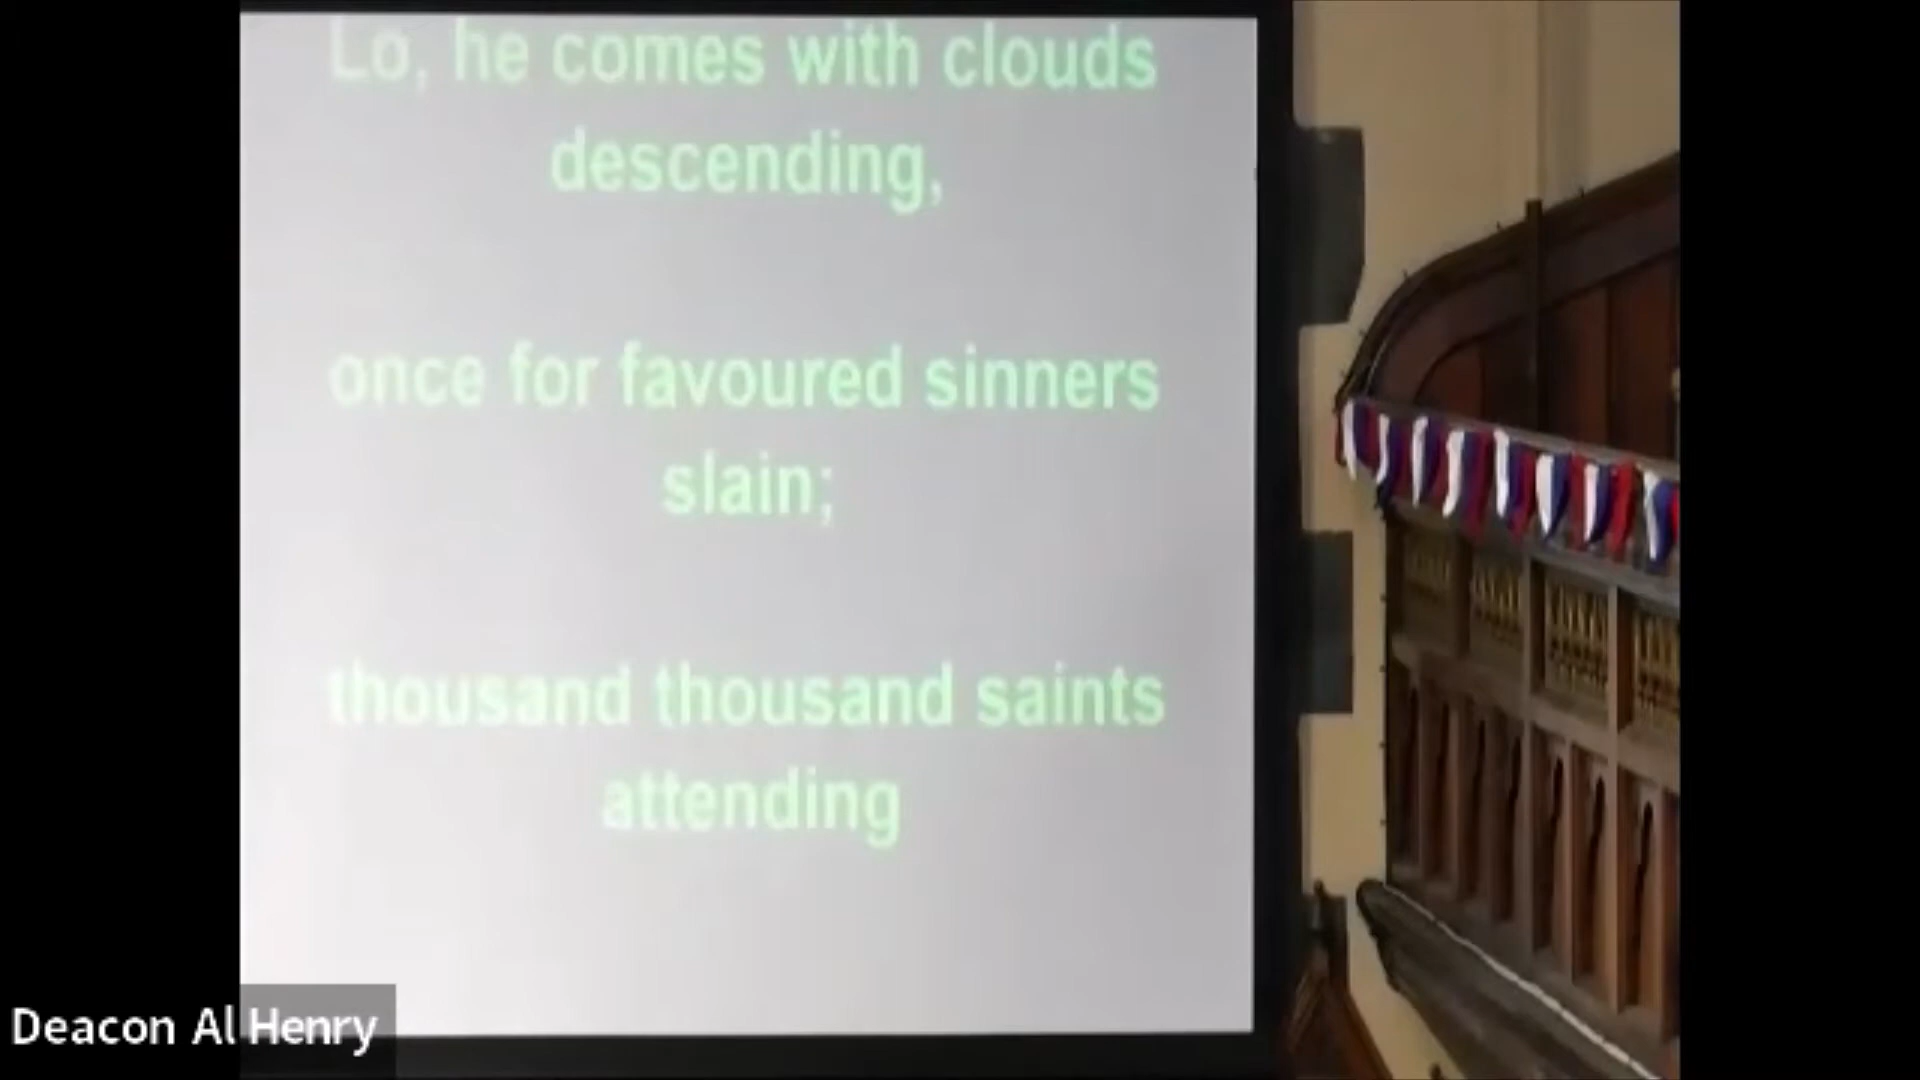 Lo, he comes with clouds
descending,
once for favoured sinners
slain;
thousand thousand saints
attending
Deacon Al Henry